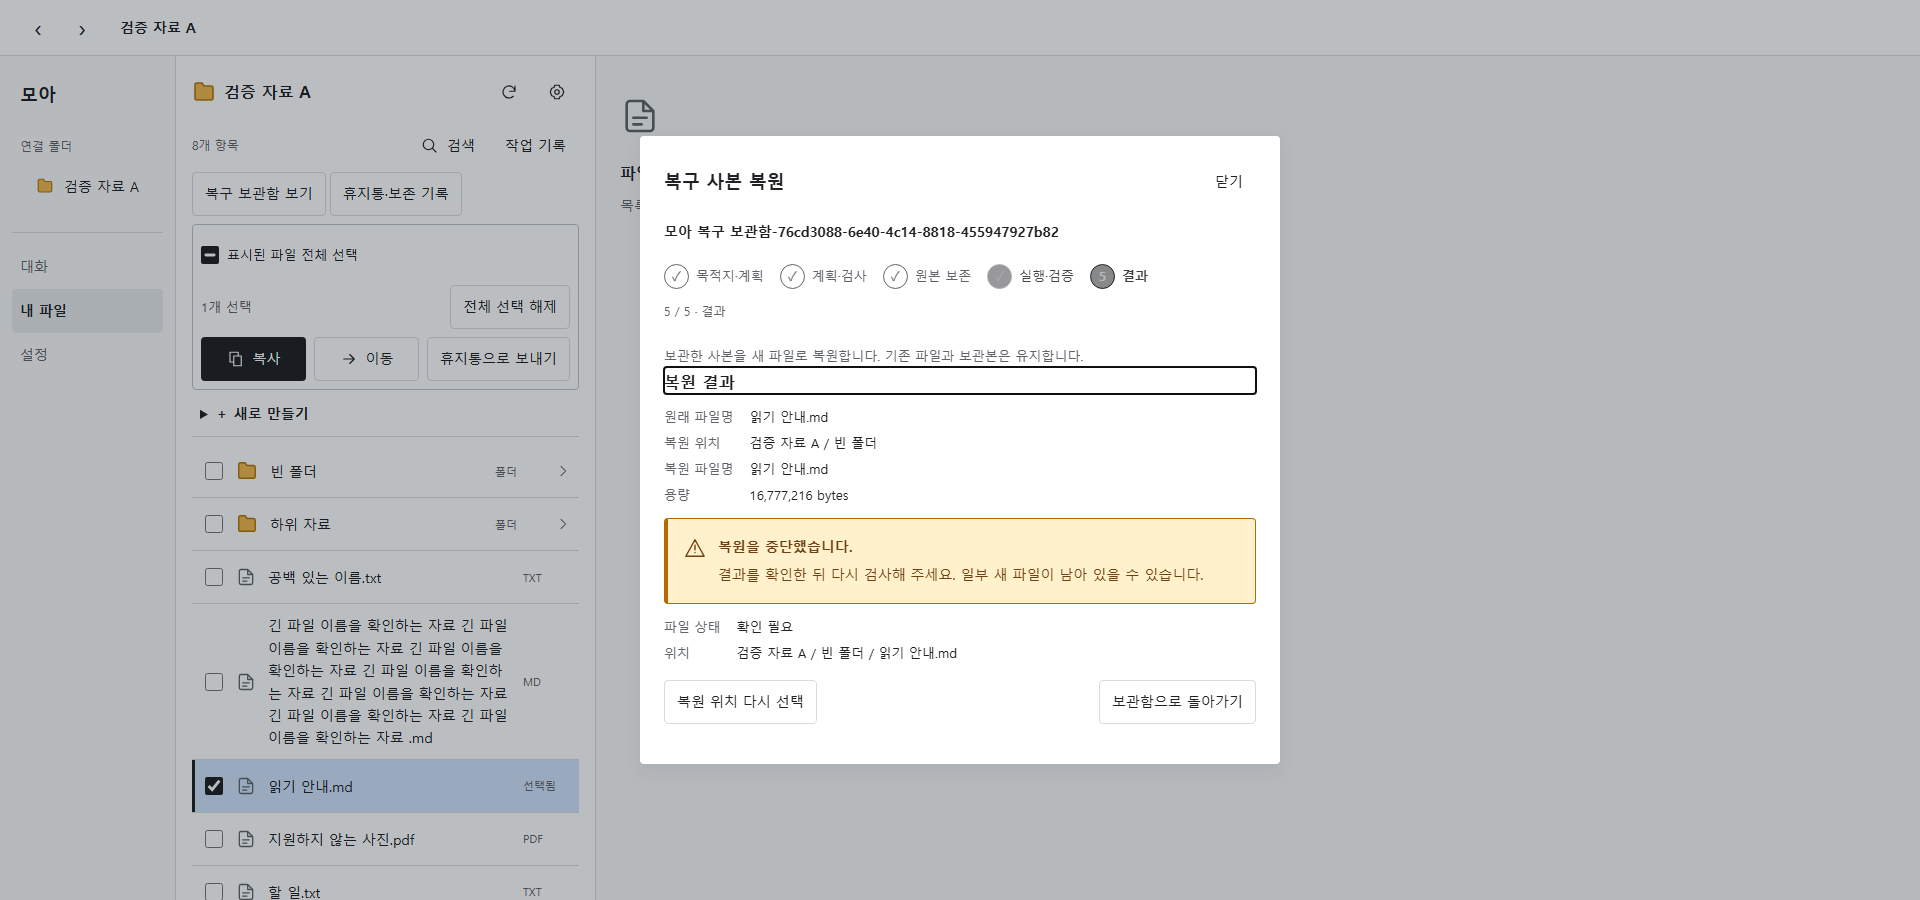 검증 자료 A
모아
연결 폴더
검증 자료 A
대화
내 파일
설정
검증 자료 A
8개 항목
검색
작업 기록
복구 보관함 보기
휴지통·보존 기록
표시된 파일 전체 선택
1개 선택
전체 선택 해제
복사
이동
휴지통으로 보내기
+ 새로 만들기
빈 폴더
폴더
하위 자료
폴더
공백 있는 이름.txt
TXT
긴 파일 이름을 확인하는 자료 긴 파일
이름을 확인하는 자료 긴 파일 이름을
확인하는 자료 긴 파일 이름을 확인하
는 자료 긴 파일 이름을 확인하는 자료
긴 파일 이름을 확인하는 자료 긴 파일
이름을 확인하는 자료 .md
MD
읽기 안내.md
선택됨
지원하지 않는 사진.pdf
PDF
할 일.txt
TXT
복구 사본 복원
닫기
모아 복구 보관함-76cd3088-6e40-4c14-8818-455947927b82
목적지·계획
계획·검사
원본 보존
실행·검증
5 결과
5 / 5 · 결과
보관한 사본을 새 파일로 복원합니다. 기존 파일과 보관본은 유지합니다.
복원 결과
원래 파일명 읽기 안내.md
복원 위치 검증 자료 A / 빈 폴더
복원 파일명 읽기 안내.md
용량 16,777,216 bytes
복원을 중단했습니다.
결과를 확인한 뒤 다시 검사해 주세요. 일부 새 파일이 남아 있을 수 있습니다.
파일 상태 확인 필요
위치 검증 자료 A / 빈 폴더 / 읽기 안내.md
복원 위치 다시 선택
보관함으로 돌아가기